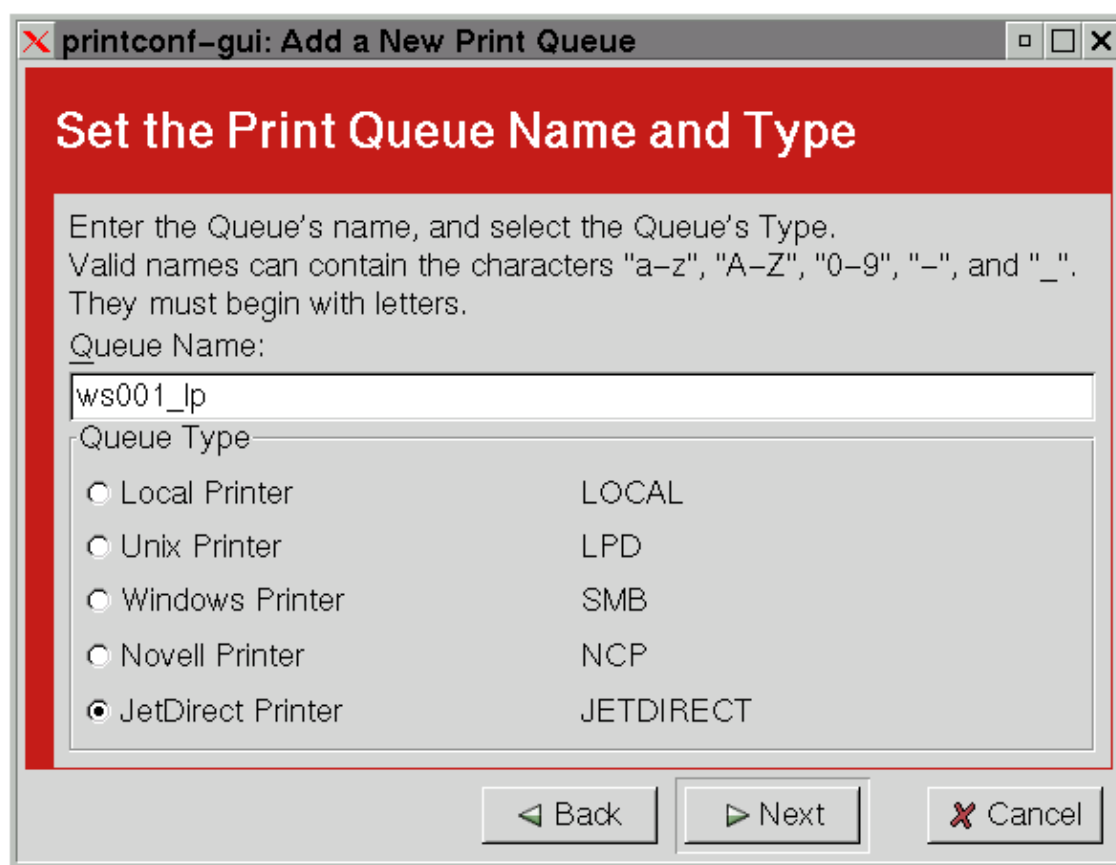 printconf-gui: Add a New Print Queue
Set the Print Queue Name and Type
Enter the Queue's name, and select the Queue's Type.
Valid names can contain the characters "a-z", "A-Z", "0-9", "-", and "_".
They must begin with letters.
Queue Name:
ws001_lp
Queue Type
Local Printer LOCAL
Unix Printer LPD
Windows Printer SMB
Novell Printer NCP
JetDirect Printer JETDIRECT
Back Next Cancel